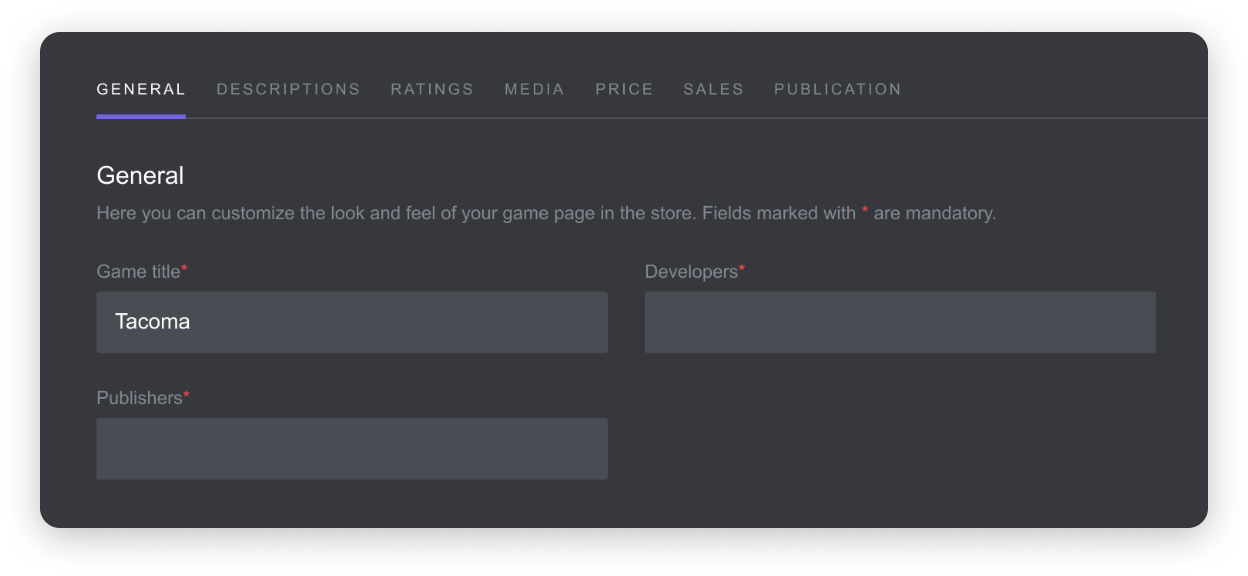 GENERAL DESCRIPTIONS RATINGS MEDIA PRICE SALES PUBLICATION
General
Here you can customize the look and feel of your game page in the store. Fields marked with * are mandatory.
Game title* Developers*
Tacoma
Publishers*